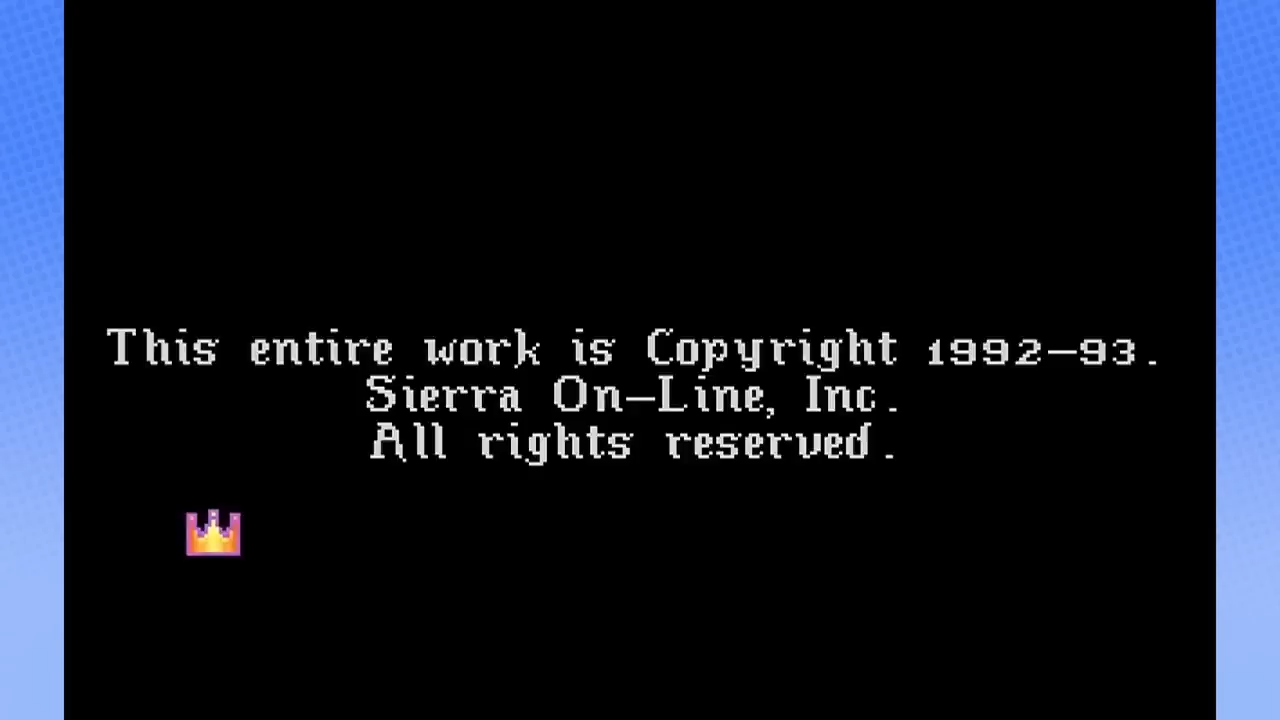 This entire work is Copyright 1992-93.
Sierra On-Line, Inc.
All rights reserved.